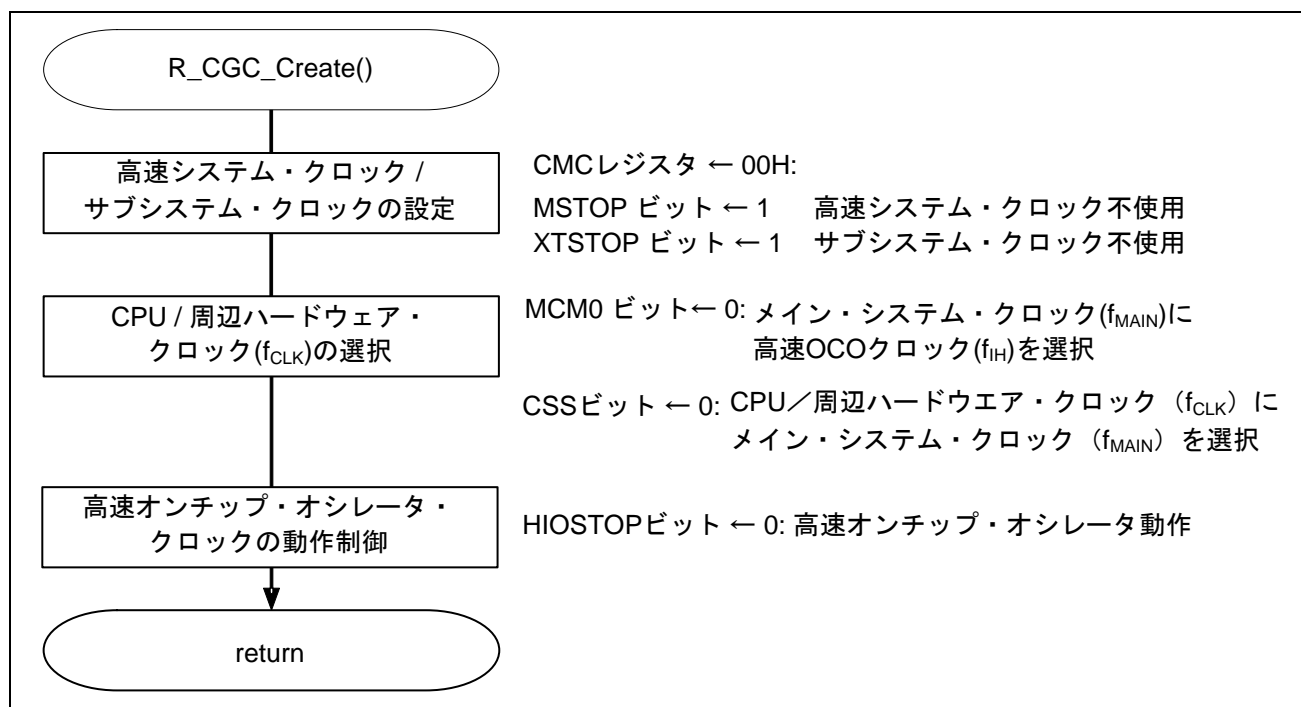 R_CGC_Create()
高速システム・クロック /
サブシステム・クロックの設定
CMCレジスタ ← 00H:
MSTOP ビット ← 1 高速システム・クロック不使用
XTSTOP ビット ← 1 サブシステム・クロック不使用
CPU / 周辺ハードウェア・
クロック(fCLK)の選択
MCM0 ビット← 0: メイン・システム・クロック(fMAIN)に
高速OCOクロック(fIH)を選択
CSSビット ← 0: CPU／周辺ハードウエア・クロック（fCLK）に
メイン・システム・クロック（fMAIN）を選択
高速オンチップ・オシレータ・
クロックの動作制御
HIOSTOPビット ← 0: 高速オンチップ・オシレータ動作
return